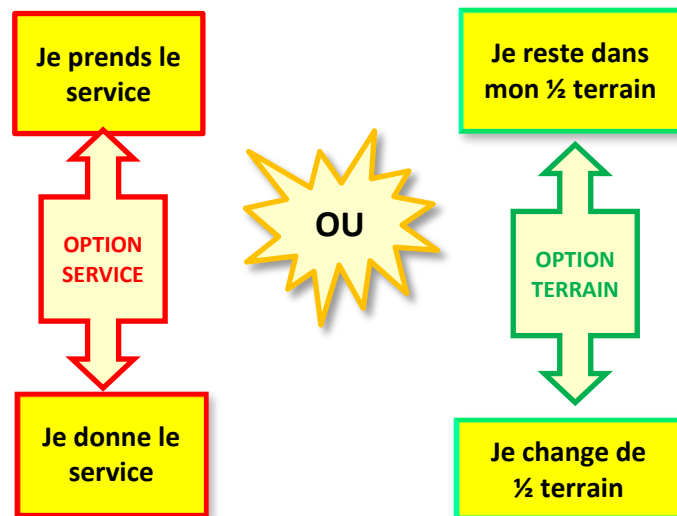 Je prends le
service
OPTION
SERVICE
Je donne le
service
OU
Je reste dans
mon ½ terrain
OPTION
TERRAIN
Je change de
½ terrain